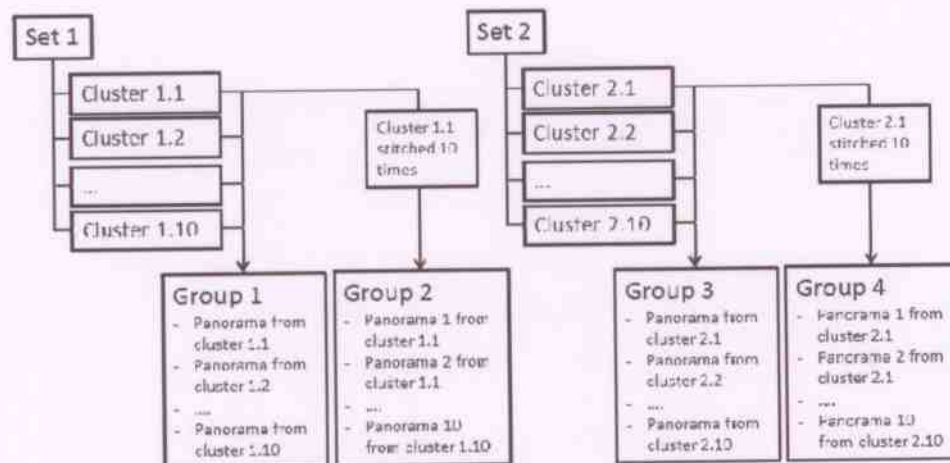 Set 1
Cluster 1.1
Cluster 1.2
....
Cluster 1.10
Cluster 1.1
stitched 10
times
Group 1
- Panorama from
cluster 1.1
- Panorama from
cluster 1.2
- ....
- Panorama from
cluster 1.10
Group 2
- Panorama 1 from
cluster 1.1
- Panorama 2 from
cluster 1.1
- ....
- Panorama 10
from cluster 1.10
Set 2
Cluster 2.1
Cluster 2.2
...
Cluster 2.10
Cluster 2.1
stitched 10
times
Group 3
- Panorama from
cluster 2.1
- Panorama from
cluster 2.2
- ....
- Panorama from
cluster 2.10
Group 4
- Panorama 1 from
cluster 2.1
- Panorama 2 from
cluster 2.1
- ....
- Panorama 10
from cluster 2.10